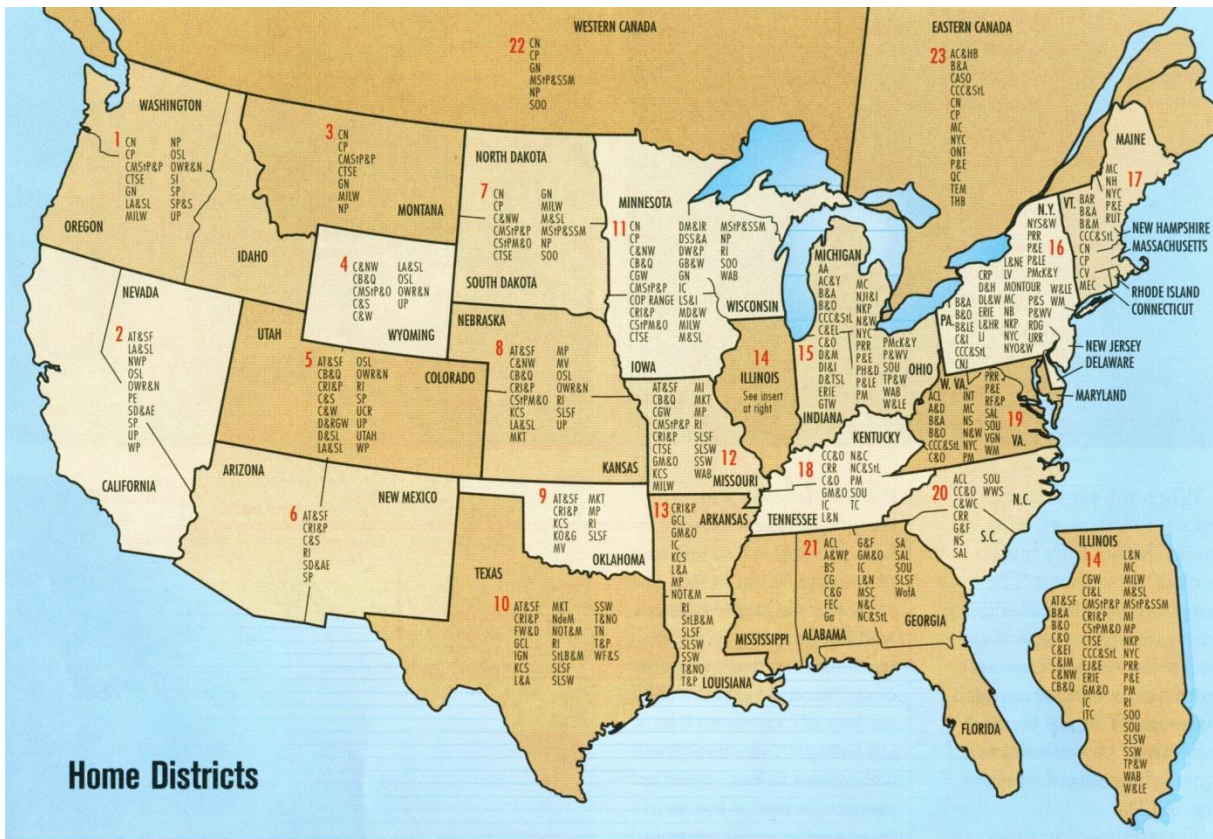 WESTERN CANADA
22
CN
CP
GN
MStP&SSM
NP
SOO
EASTERN CANADA
23
AC&HB
B&A
CASO
CCC&StL
CN
CP
MC
NYC
ONT
P&E
QC
TEM
THB
WASHINGTON
1
CN NP
CP OSL
CMStP&P OWR&N
CTSE SI
GN SP
LA&SL SP&S
MILW UP
OREGON
IDAHO
3
CN
CP
CMStP&P
CTSE
GN
MILW
NP
MONTANA
4
C&NW LA&SL
CB&Q OSL
CMStP&O OWR&N
C&S UP
C&W
WYOMING
NORTH DAKOTA
7
CN GN
CP MILW
C&NW M&SL
CMStP&P MStP&SSM
CStPM&O NP
CTSE SOO
SOUTH DAKOTA
NEVADA
2
AT&SF
LA&SL
NWP
OSL
OWR&N
PE
SD&AE
SP
UP
WP
CALIFORNIA
UTAH
5
AT&SF OSL
CB&Q OWR&N
CRI&P RI
C&S SP
C&W UCR
D&RGW UP
D&SL UTAH
LA&SL WP
COLORADO
NEBRASKA
8
AT&SF MP
C&NW MV
CB&Q OSL
CRI&P OWR&N
CStPM&O RI
KCS SLSF
LA&SL UP
MKT
KANSAS
MINNESOTA
11
CN DM&IR MStP&SSM
CP DSS&A NP
C&NW DW&P RI
CB&Q GB&W SOO
CGW GN WAB
CMStP&P IC
COP RANGE LS&I
CRI&P MD&W
CStPM&O MILW
CTSE M&SL
WISCONSIN
IOWA
AT&SF MI
CB&Q MKT
CGW MP
CMStP&P RI
CRI&P SLSF
CTSE SLSW
GM&O SSW
KCS WAB
MILW
12
MISSOURI
14
ILLINOIS
See insert
at right
MICHIGAN
15
AA
AC&Y
B&A
B&O
CCC&StL
C&EL
C&O
D&M
DI&I
D&TSL
ERIE
GTW
MC
NJI&I
NKP
N&W
NYC
PRR
P&E
PH&D
P&LE
PM
PMcK&Y
P&WV
SOU
TP&W
WAB
W&LE
INDIANA
OHIO
MAINE
17
MC
NH
NYC
P&E
RUT
VT.
BAR
B&A
B&M
CCC&StL
CN
CP
CV
MEC
NEW HAMPSHIRE
MASSACHUSETTS
RHODE ISLAND
CONNECTICUT
N.Y.
16
NYS&W
PRR
P&E
P&LE
PMcK&Y
L&NE
LV
MONTOUR
MC
NB
NKP
NYC
NYO&W
CRP
D&H
DL&W
ERIE
L&HR
LI
W&LE
WM
P&S
P&WV
RDG
URR
PA.
B&A
B&O
B&LE
C&I
CCC&StL
CNJ
NEW JERSEY
DELAWARE
MARYLAND
W. VA.
19
ACL
A&D
B&A
B&O
CCC&StL
C&O
INT
MC
NS
N&W
NYC
PM
PRR
P&E
RF&P
SAL
SOU
VGN
WM
VA.
KENTUCKY
18
CC&O N&C
CRR NC&StL
C&O PM
GM&O SOU
IC TC
L&N
TENNESSEE
20
ACL SOU
CC&O WWS
C&WC
CRR
G&F
NS
SAL
N.C.
S.C.
ARIZONA
NEW MEXICO
6
AT&SF
CRI&P
C&S
RI
SD&AE
SP
9
AT&SF MKT
CRI&P MP
KCS RI
KO&G SLSF
MV
OKLAHOMA
13
CRI&P
GCL
GM&O
IC
KCS
L&A
MP
NOT&M
RI
StLB&M
SLSF
SLSW
SSW
T&NO
T&P
ARKANSAS
LOUISIANA
TEXAS
10
AT&SF MKT SSW
CRI&P NdeM T&NO
FW&D NOT&M TN
GCL RI T&P
IGN StLB&M WF&S
KCS SLSF
L&A SLSW
21
ACL G&F SA
A&WP GM&O SAL
BS IC SOU
CG L&N SLSF
C&G MSC WofA
FEC N&C
Ga NC&StL
MISSISSIPPI
ALABAMA
GEORGIA
FLORIDA
ILLINOIS
14
AT&SF
B&A
B&O
C&O
C&EI
C&IM
C&NW
CB&Q
CGW
CI&L
CMStP&P
CRI&P
CStPM&O
CTSE
CCC&StL
EJ&E
ERIE
GM&O
IC
ITC
L&N
MC
MILW
M&SL
MStP&SSM
MI
MP
NKP
NYC
PRR
P&E
PM
RI
SOO
SOU
SLSW
SSW
TP&W
WAB
W&LE
Home Districts